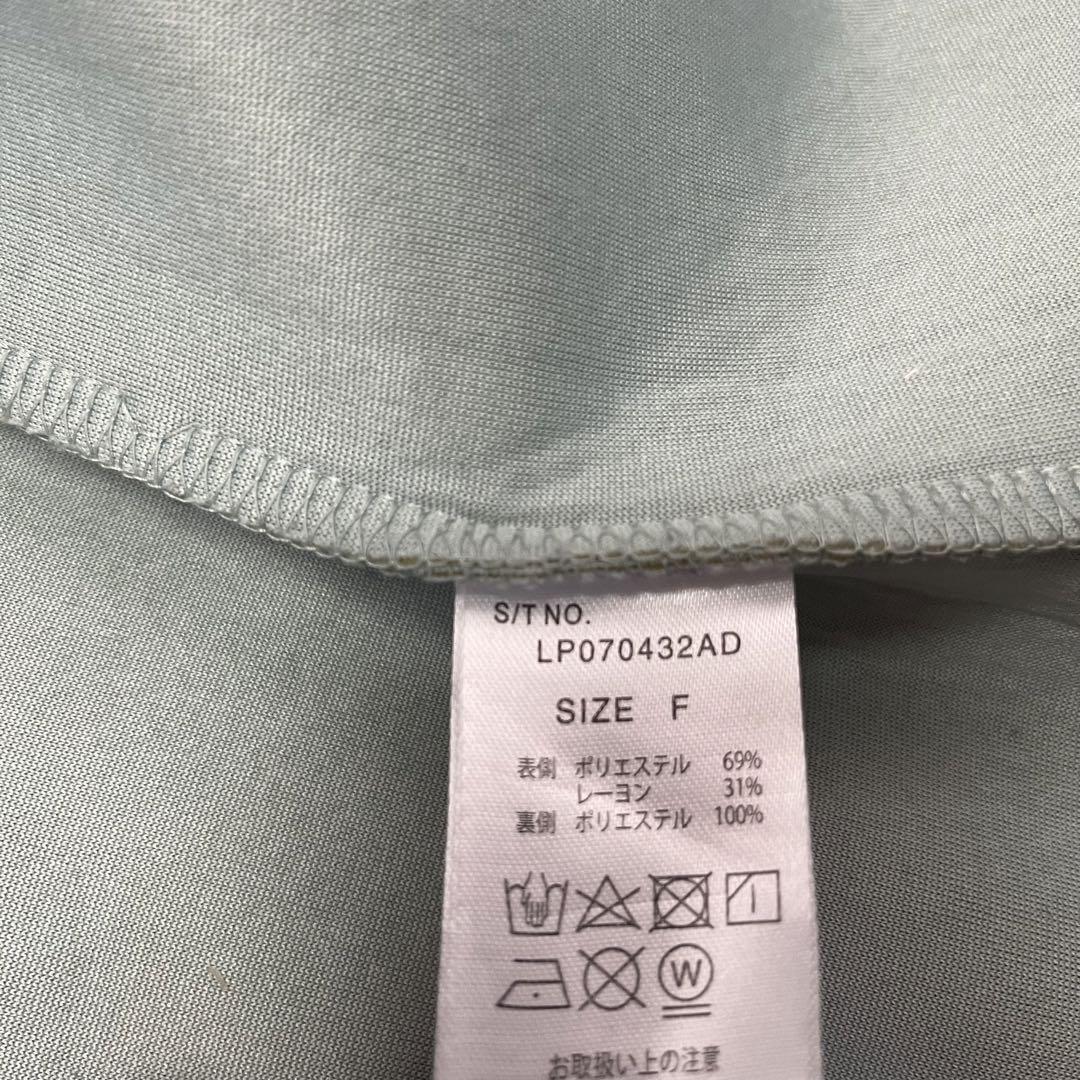 S/T NO.
LP070432AD
SIZE F
表側 ポリエステル 69%
レーヨン 31%
裏側 ポリエステル 100%
W
お取扱い上の注意